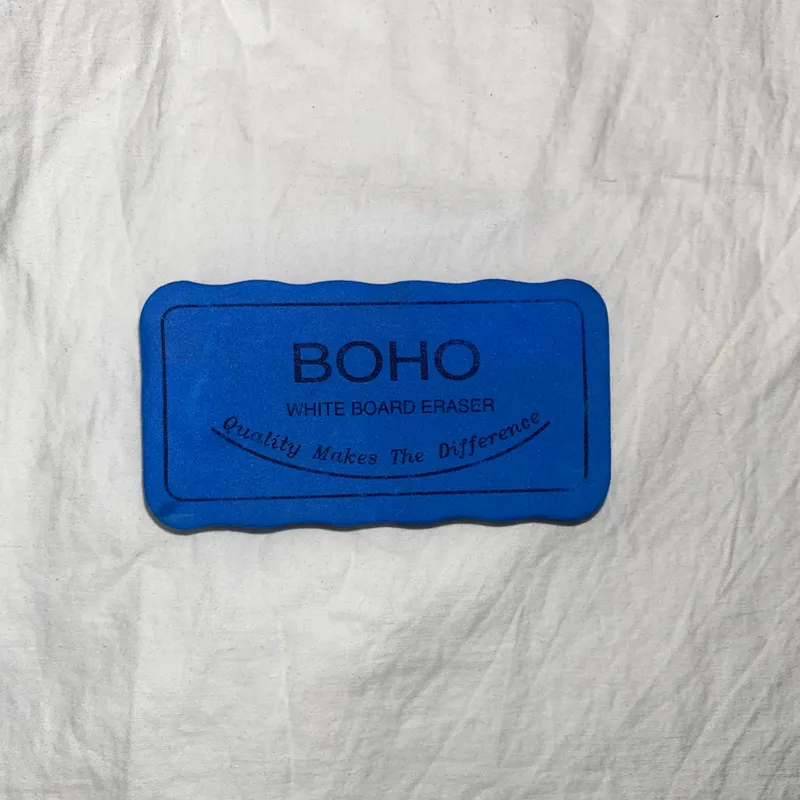 BOHO
WHITE BOARD ERASER
Quality Makes The Difference